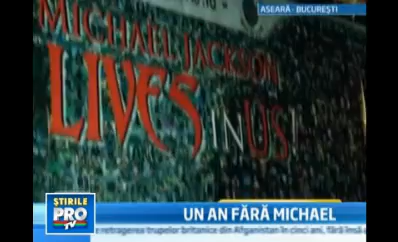 ASEARĂ - BUCUREȘTI
MICHAEL JACKSON
LIVES IN US!
ȘTIRILE
PRO
TV
UN AN FĂRĂ MICHAEL
retragerea trupelor britanice din Afganistan în cinci ani, fără însă a